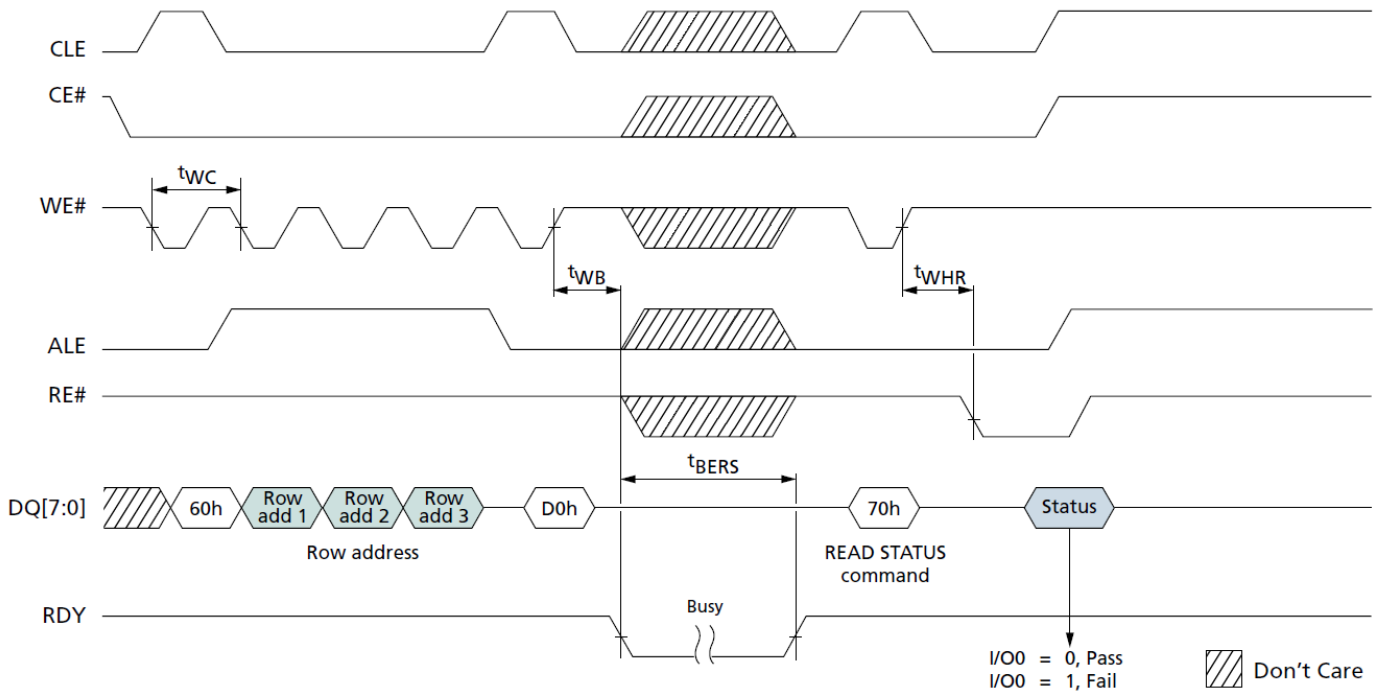 CLE
CE#
tWC
WE#
tWB
tWHR
ALE
RE#
tBERS
DQ[7:0]
60h
Row
add 1
Row
add 2
Row
add 3
D0h
70h
Status
Row address
READ STATUS
command
RDY
Busy
I/O0 = 0, Pass
I/O0 = 1, Fail
Don't Care